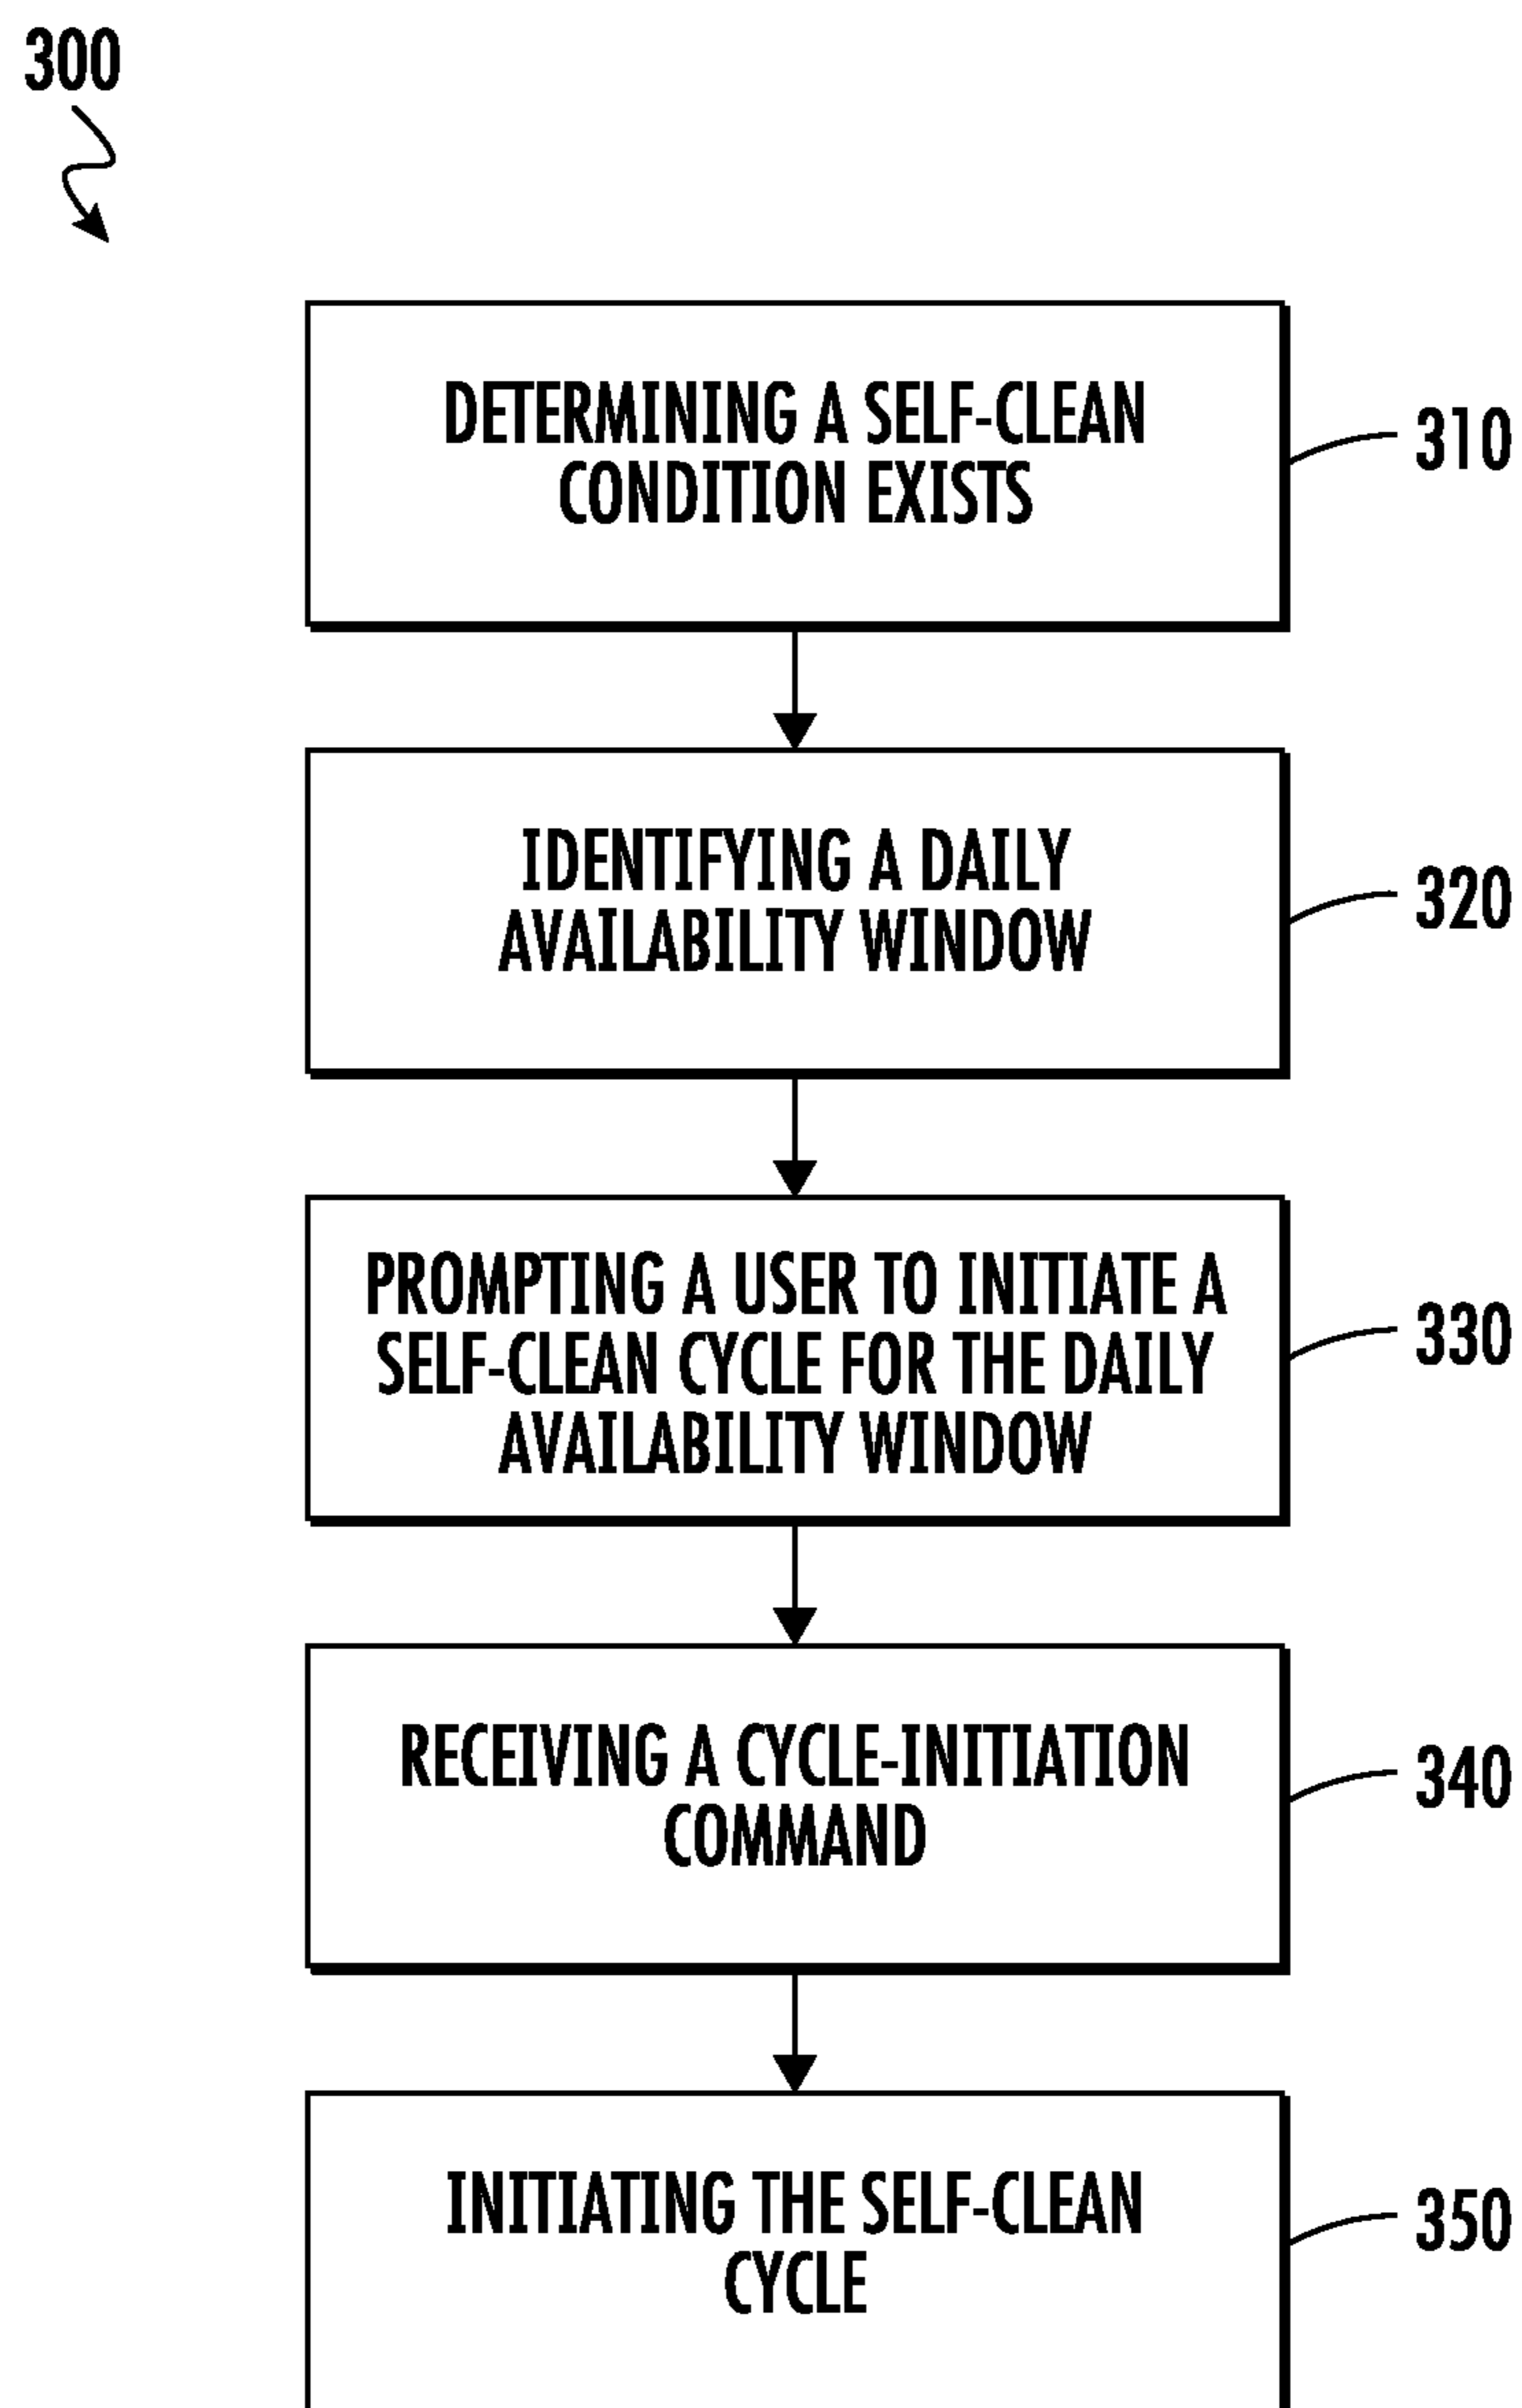 300
DETERMINING A SELF-CLEAN
CONDITION EXISTS
310
IDENTIFYING A DAILY
AVAILABILITY WINDOW
320
PROMPTING A USER TO INITIATE A
SELF-CLEAN CYCLE FOR THE DAILY
AVAILABILITY WINDOW
330
RECEIVING A CYCLE-INITIATION
COMMAND
340
INITIATING THE SELF-CLEAN
CYCLE
350